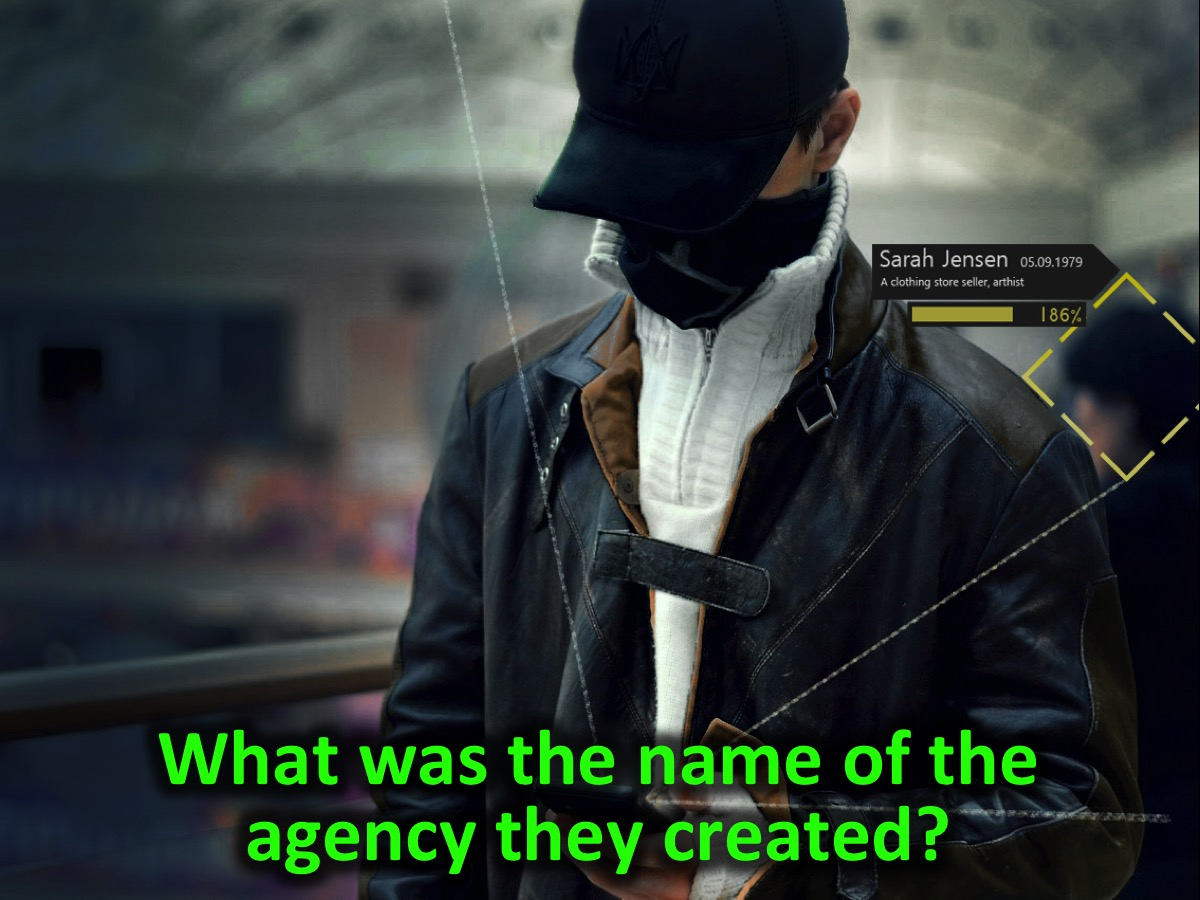 Sarah Jensen 05.09.1979
A clothing store seller, arthist
186%
What was the name of the
agency they created?